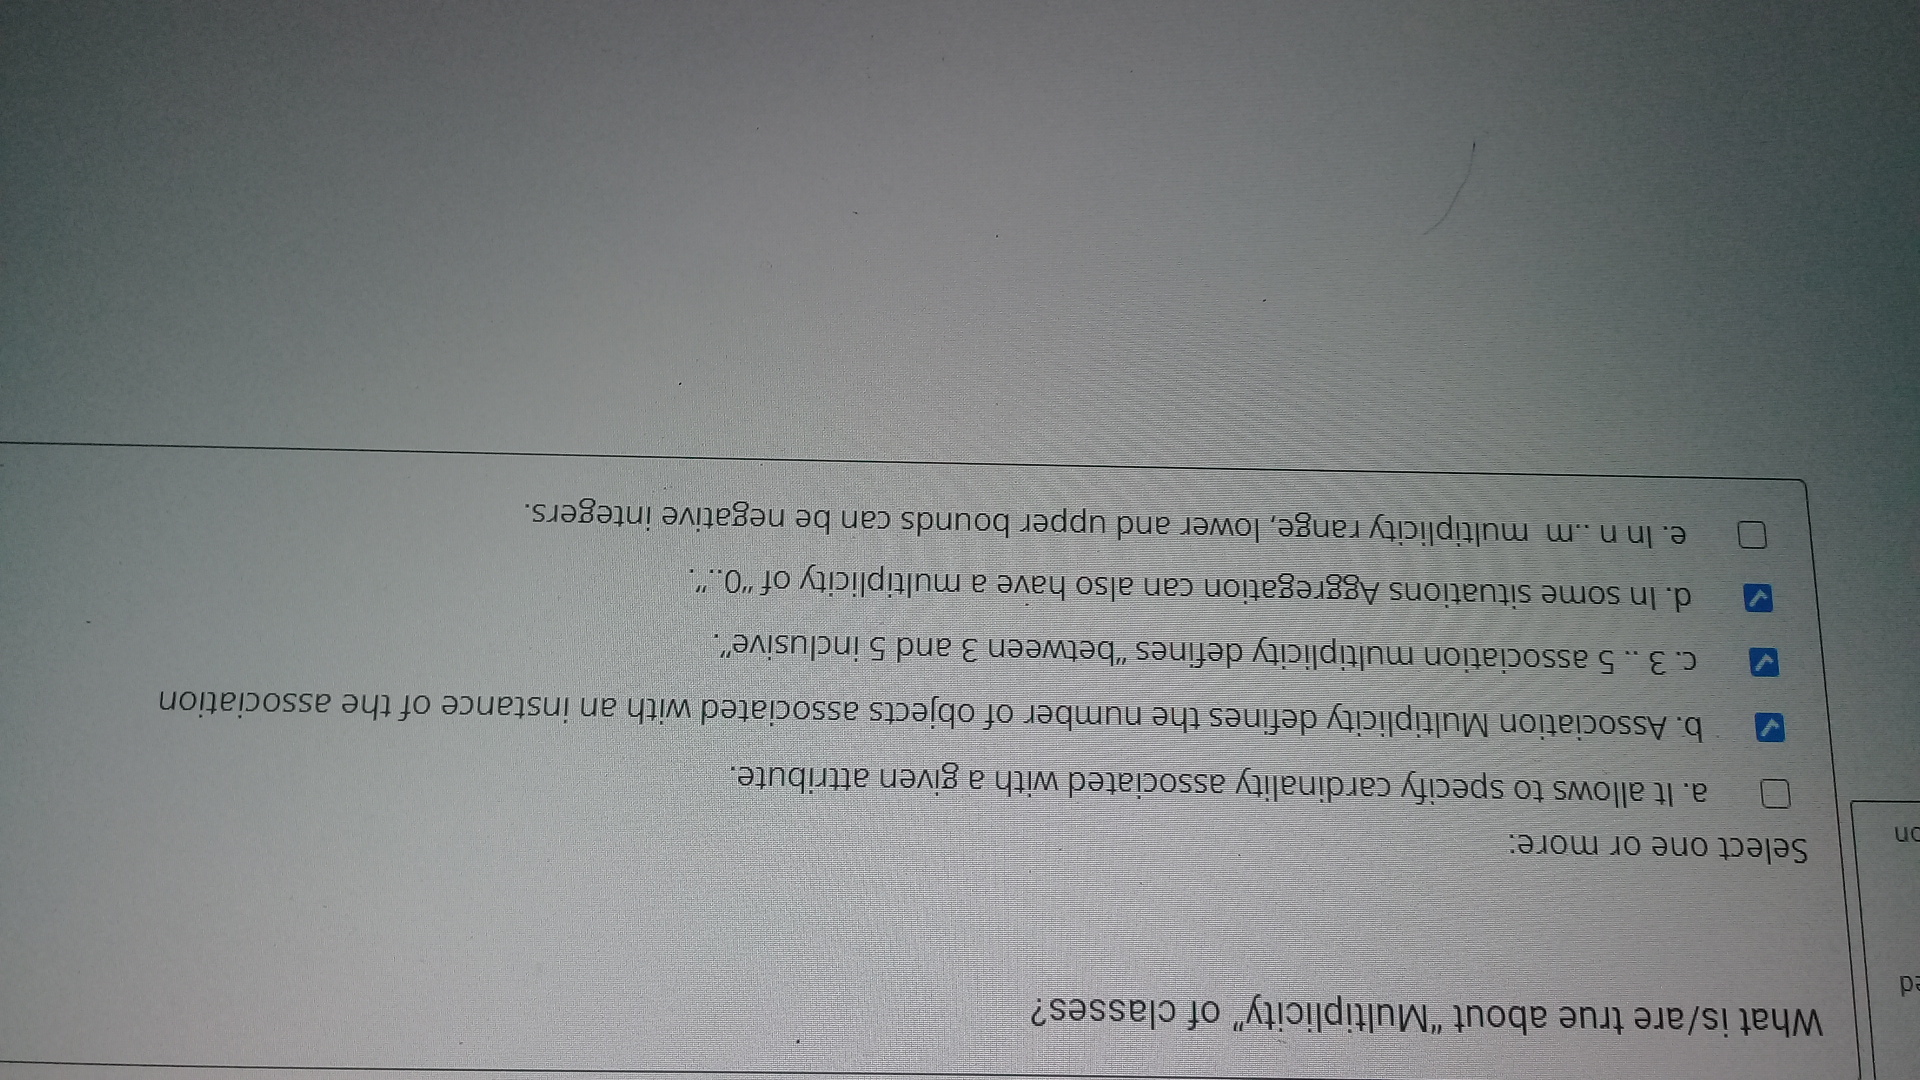 What is/are true about “Multiplicity” of classes?
ed
Select one or more:
on
a. It allows to specify cardinality associated with a given attribute.
b. Association Multiplicity defines the number of objects associated with an instance of the association
c. 3 .. 5 association multiplicity defines “between 3 and 5 inclusive”.
d. In some situations Aggregation can also have a multiplicity of “0..”.
e. In n ..m multiplicity range, lower and upper bounds can be negative integers.